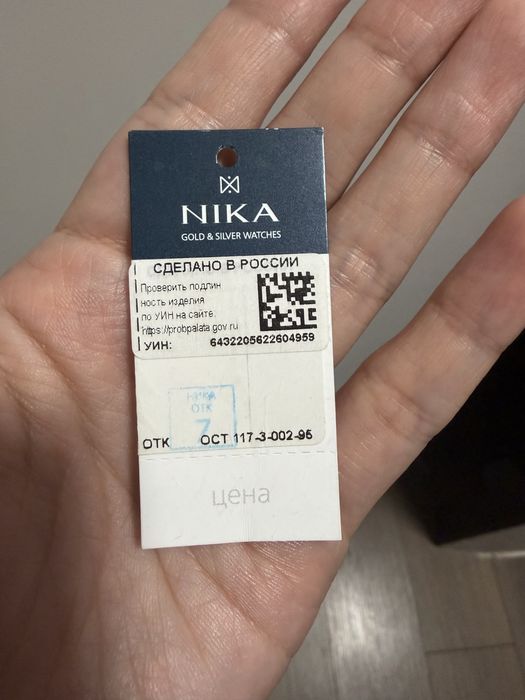 NIKA
GOLD & SILVER WATCHES
СДЕЛАНО В РОССИИ
Проверить подлин
ность изделия
по УИН на сайте:
https://probpalata.gov.ru
УИН: 6432205622604959
НИКА
ОТК
7
ОТК ОСТ 117-3-002-95
цена